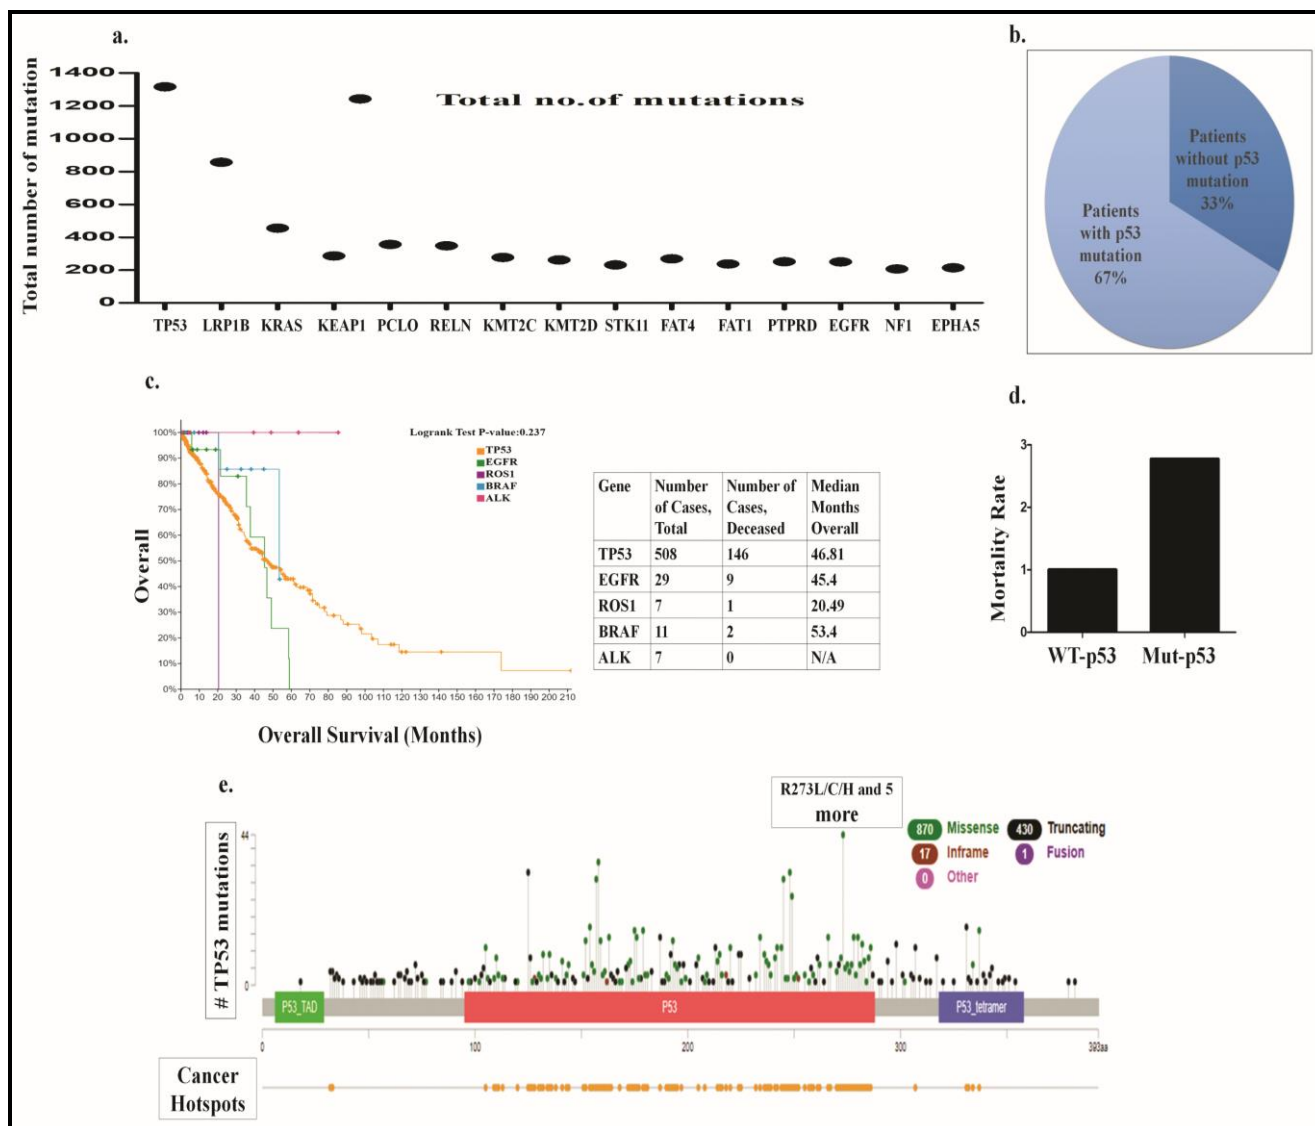 a.
Total number of mutation
1400
1200
1000
800
600
400
200
0
Total no.of mutations
TP53 LRP1B KRAS KEAP1 PCLO RELN KMT2C KMT2D STK11 FAT4 FAT1 PTPRD EGFR NF1 EPHA5
b.
Patients
without p53
mutation
33%
Patients
with p53
mutation
67%
c.
Overall
100%
90%
80%
70%
60%
50%
40%
30%
20%
10%
0%
Logrank Test P-value:0.237
TP53
EGFR
ROS1
BRAF
ALK
0 10 20 30 40 50 60 70 80 90 100 110 120 130 140 150 160 170 180 190 200 210
Overall Survival (Months)
Gene Number of Cases, Total Number of Cases, Deceased Median Months Overall
TP53 508 146 46.81
EGFR 29 9 45.4
ROS1 7 1 20.49
BRAF 11 2 53.4
ALK 7 0 N/A
d.
Mortality Rate
3
2
1
0
WT-p53 Mut-p53
e.
# TP53 mutations
44
0
R273L/C/H and 5
more
870 Missense 430 Truncating
17 Inframe 1 Fusion
0 Other
P53_TAD P53 P53_tetramer
0 100 200 300 393aa
Cancer
Hotspots